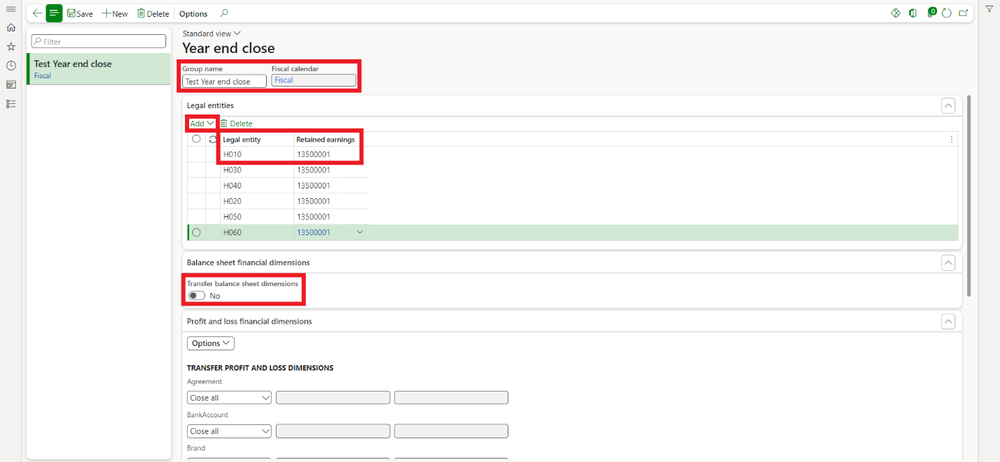 Save New Delete Options
0
Filter
Test Year end close
Fiscal
Standard view
Year end close
Group name Fiscal calendar
Test Year end close Fiscal
Legal entities
Add Delete
Legal entity Retained earnings
H010 13500001
H030 13500001
H040 13500001
H020 13500001
H050 13500001
H060 13500001
Balance sheet financial dimensions
Transfer balance sheet dimensions
No
Profit and loss financial dimensions
Options
TRANSFER PROFIT AND LOSS DIMENSIONS
Agreement
Close all
BankAccount
Close all
Brand